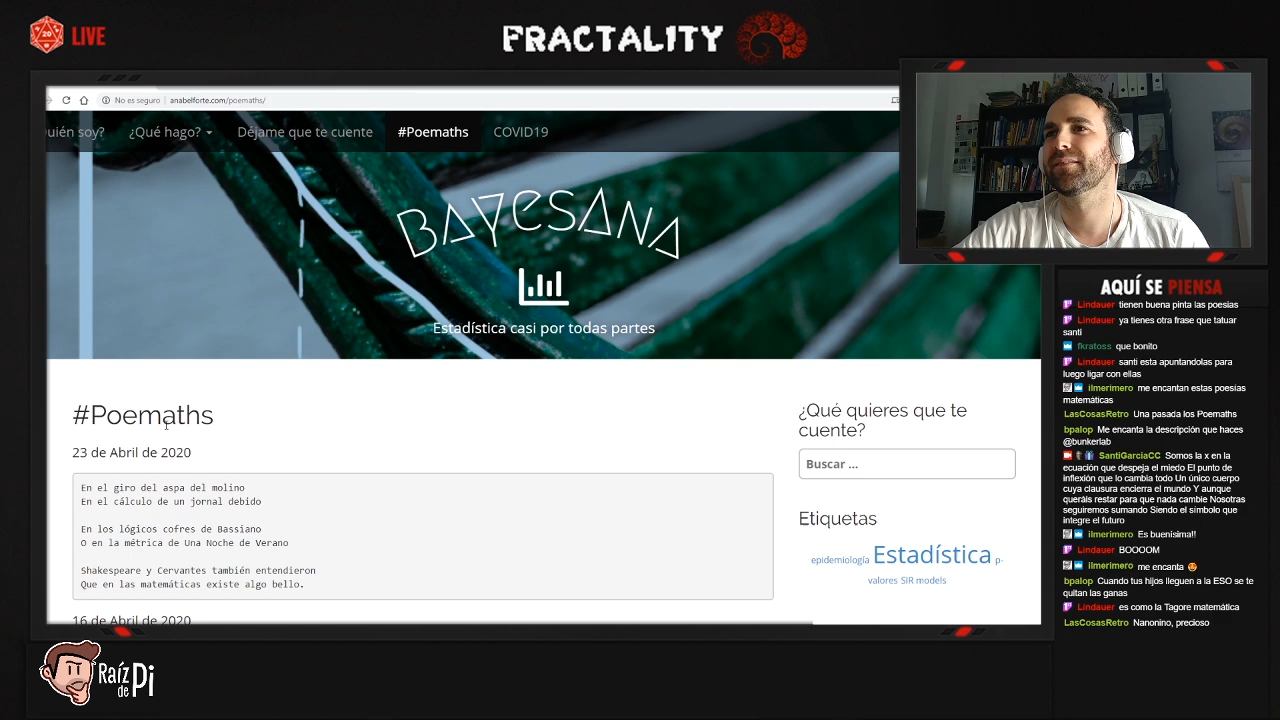 20
LIVE
FRACTALITY
No es seguro | anabelforte.com/poemaths/
uién soy?
¿Qué hago?
Déjame que te cuente
#Poemaths
COVID19
BAYESANA
Estadística casi por todas partes
#Poemaths
23 de Abril de 2020
En el giro del aspa del molino
En el cálculo de un jornal debido
En los lógicos cofres de Bassiano
O en la métrica de Una Noche de Verano
Shakespeare y Cervantes también entendieron
Que en las matemáticas existe algo bello.
16 de Abril de 2020
¿Qué quieres que te
cuente?
Buscar ...
Etiquetas
epidemiología Estadística p-
valores SIR models
AQUÍ SE PIENSA
Lindauer tienen buena pinta las poesias
Lindauer ya tienes otra frase que tatuar
santi
fkratoss que bonito
Lindauer santi esta apuntandolas para
luego ligar con ellas
ilmerimero me encantan estas poesías
matemáticas
LasCosasRetro Una pasada los Poemaths
bpalop Me encanta la descripción que haces
@bunkerlab
SantiGarciaCC Somos la x en la
ecuación que despeja el miedo El punto de
inflexión que lo cambia todo Un único cuerpo
cuya clausura encierra el mundo Y aunque
queráis restar para que nada cambie Nosotras
seguiremos sumando Siendo el símbolo que
integre el futuro
ilmerimero Es buenísima!!
Lindauer BOOOOM
ilmerimero me encanta
bpalop Cuando tus hijos lleguen a la ESO se te
quitan las ganas
Lindauer es como la Tagore matemática
LasCosasRetro Nanonino, precioso
Raíz
de Pi